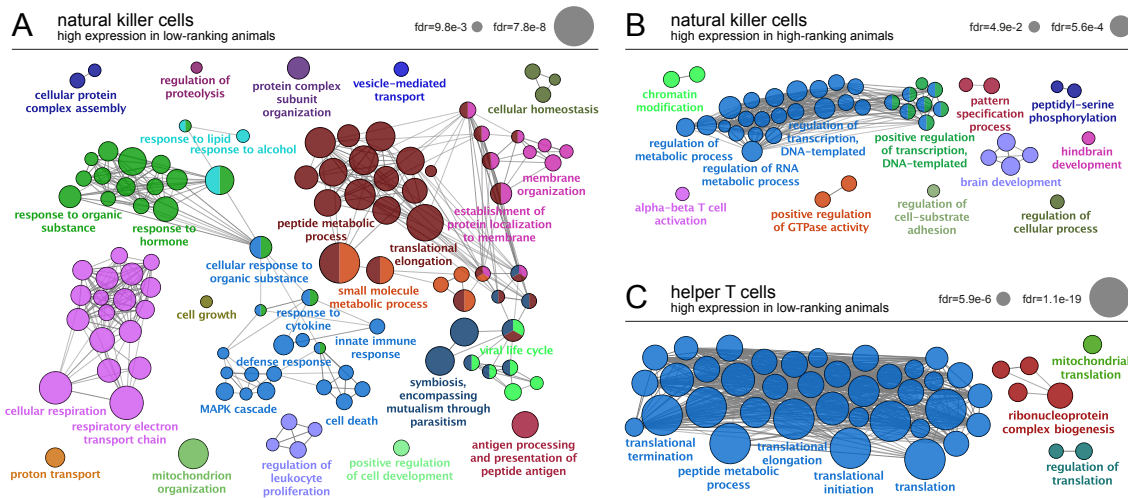 A
natural killer cells
high expression in low-ranking animals
fdr=9.8e-3
fdr=7.8e-8
cellular protein
complex assembly
regulation of
proteolysis
protein complex
subunit
organization
vesicle-mediated
transport
cellular homeostasis
response to lipid
response to alcohol
membrane
organization
response to organic
substance
response to
hormone
peptide metabolic
process
translational
elongation
establishment of
protein localization
to membrane
cellular response to
organic substance
small molecule
metabolic process
cell growth
response to
cytokine
innate immune
response
defense response
viral life cycle
MAPK cascade
cell death
symbiosis,
encompassing
mutualism through
parasitism
cellular respiration
respiratory electron
transport chain
proton transport
mitochondrion
organization
regulation of
leukocyte
proliferation
positive regulation
of cell development
antigen processing
and presentation of
peptide antigen
B
natural killer cells
high expression in high-ranking animals
fdr=4.9e-2
fdr=5.6e-4
chromatin
modification
regulation of
metabolic process
regulation of
transcription,
DNA-templated
regulation of RNA
metabolic process
positive regulation
of transcription,
DNA-templated
pattern
specification
process
peptidyl-serine
phosphorylation
hindbrain
development
brain development
alpha-beta T cell
activation
positive regulation
of GTPase activity
regulation of
cell-substrate
adhesion
regulation of
cellular process
C
helper T cells
high expression in low-ranking animals
fdr=5.9e-6
fdr=1.1e-19
mitochondrial
translation
ribonucleoprotein
complex biogenesis
translational
termination
peptide metabolic
process
translational
elongation
translational
initiation
translation
regulation of
translation